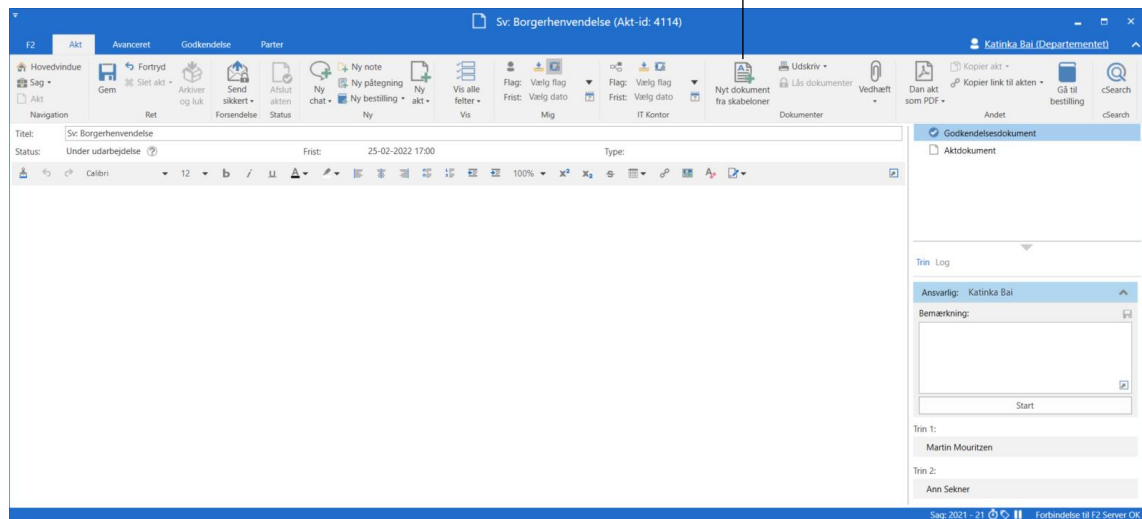 Sv: Borgerhenvendelse (Akt-id: 4114)
F2 Akt Avanceret Godkendelse Parter Katinka Bai (Departementet)
Hovedvindue
Sag
Akt
Navigation
Gem
Fortryd
Slet akt
Arkiver og luk
Ret
Send sikkert
Forsendelse
Afslut akten
Status
Ny chat
Ny note
Ny påtegning
Ny bestilling
Ny akt
Ny
Vis alle felter
Vis
Flag: Vælg flag
Frist: Vælg dato
Mig
Flag: Vælg flag
Frist: Vælg dato
IT Kontor
Nyt dokument fra skabeloner
Udskriv
Lås dokumenter
Vedhæft
Dokumenter
Dan akt som PDF
Kopier akt
Kopier link til akten
Gå til bestilling
Andet
cSearch
cSearch
Titel: Sv: Borgerhenvendelse
Status: Under udarbejdelse Frist: 25-02-2022 17:00 Type:
Calibri 12 b i u A 100% x² x₂ S
Godkendelsesdokument
Aktdokument
Trin Log
Ansvarlig: Katinka Bai
Bemærkning:
Start
Trin 1:
Martin Mouritzen
Trin 2:
Ann Sekner
Sag: 2021 - 21 Forbindelse til F2 Server OK